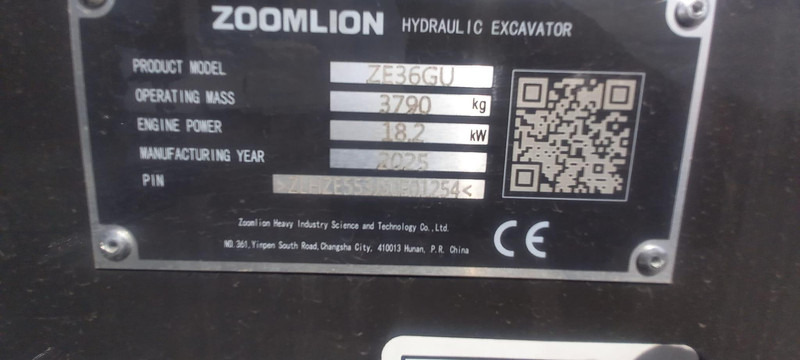 ZOOMLION HYDRAULIC EXCAVATOR
PRODUCT MODEL ZE36GU
OPERATING MASS 3790 kg
ENGINE POWER 18.2 kW
MANUFACTURING YEAR 2025
PIN
Zoomlion Heavy Industry Science and Technology Co.,Ltd.
NO.361,Yinpen South Road,Changsha City, 410013 Hunan, P.R. China
CE